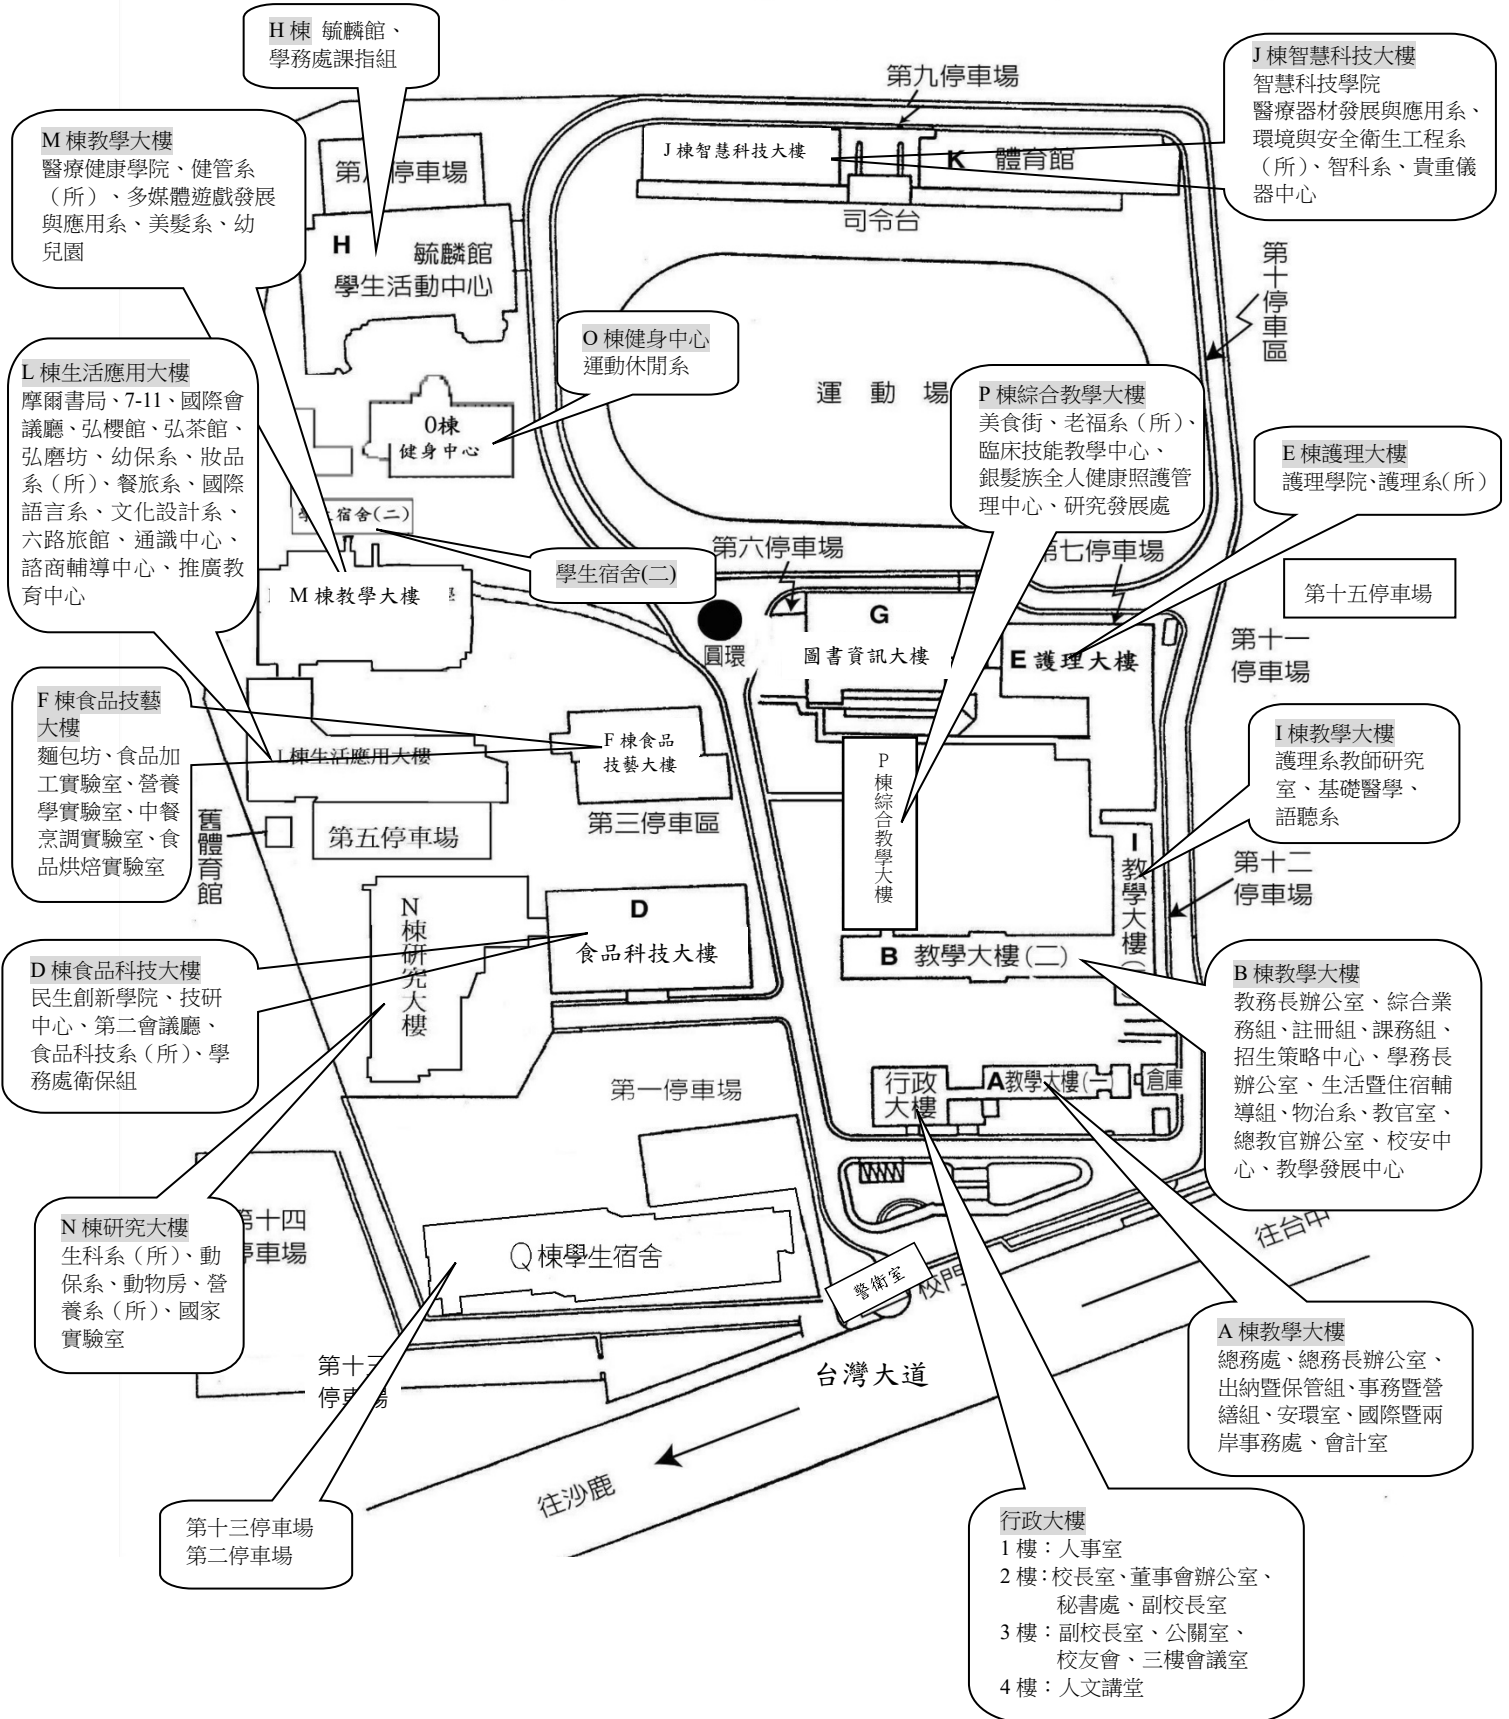 H 棟 毓麟館、
學務處課指組
第九停車場
J 棟智慧科技大樓
智慧科技學院
醫療器材發展與應用系、
環境與安全衛生工程系
（所）、智科系、貴重儀
器中心
M 棟教學大樓
醫療健康學院、健管系
（所）、多媒體遊戲發展
與應用系、美髮系、幼
兒園
停車場
J 棟智慧科技大樓
K 體育館
司令台
H 毓麟館
學生活動中心
第十停車區
O 棟健身中心
運動休閒系
L 棟生活應用大樓
摩爾書局、7-11、國際會
議廳、弘櫻館、弘茶館、
弘磨坊、幼保系、妝品
系（所）、餐旅系、國際
語言系、文化設計系、
六路旅館、通識中心、
諮商輔導中心、推廣教
育中心
O棟
健身中心
運 動 場
P 棟綜合教學大樓
美食街、老福系（所）、
臨床技能教學中心、
銀髮族全人健康照護管
理中心、研究發展處
E 棟護理大樓
護理學院、護理系（所）
宿舍(二)
學生宿舍(二)
第六停車場
第七停車場
第十五停車場
M 棟教學大樓
圓環
G
圖書資訊大樓
E 護理大樓
第十一
停車場
F 棟食品技藝
大樓
麵包坊、食品加
工實驗室、營養
學實驗室、中餐
烹調實驗室、食
品烘焙實驗室
L棟生活應用大樓
F 棟食品
技藝大樓
P棟綜合教學大樓
I 棟教學大樓
護理系教師研究
室、基礎醫學、
語聽系
舊體育館
第五停車場
第三停車區
I 教學大樓
第十二
停車場
N棟研究大樓
D
食品科技大樓
B 教學大樓(二)
D 棟食品科技大樓
民生創新學院、技研
中心、第二會議廳、
食品科技系（所）、學
務處衛保組
B 棟教學大樓
教務長辦公室、綜合業
務組、註冊組、課務組、
招生策略中心、學務長
辦公室、生活暨住宿輔
導組、物治系、教官室、
總教官辦公室、校安中
心、教學發展中心
第一停車場
行政
大樓
A教學大樓(一)
倉庫
N 棟研究大樓
生科系（所）、動
保系、動物房、營
養系（所）、國家
實驗室
第十四
停車場
Q棟學生宿舍
警衛室
校門
往台中
第十三
停車場
台灣大道
A 棟教學大樓
總務處、總務長辦公室、
出納暨保管組、事務暨營
繕組、安環室、國際暨兩
岸事務處、會計室
往沙鹿
第十三停車場
第二停車場
行政大樓
1 樓：人事室
2 樓：校長室、董事會辦公室、
秘書處、副校長室
3 樓：副校長室、公關室、
校友會、三樓會議室
4 樓：人文講堂